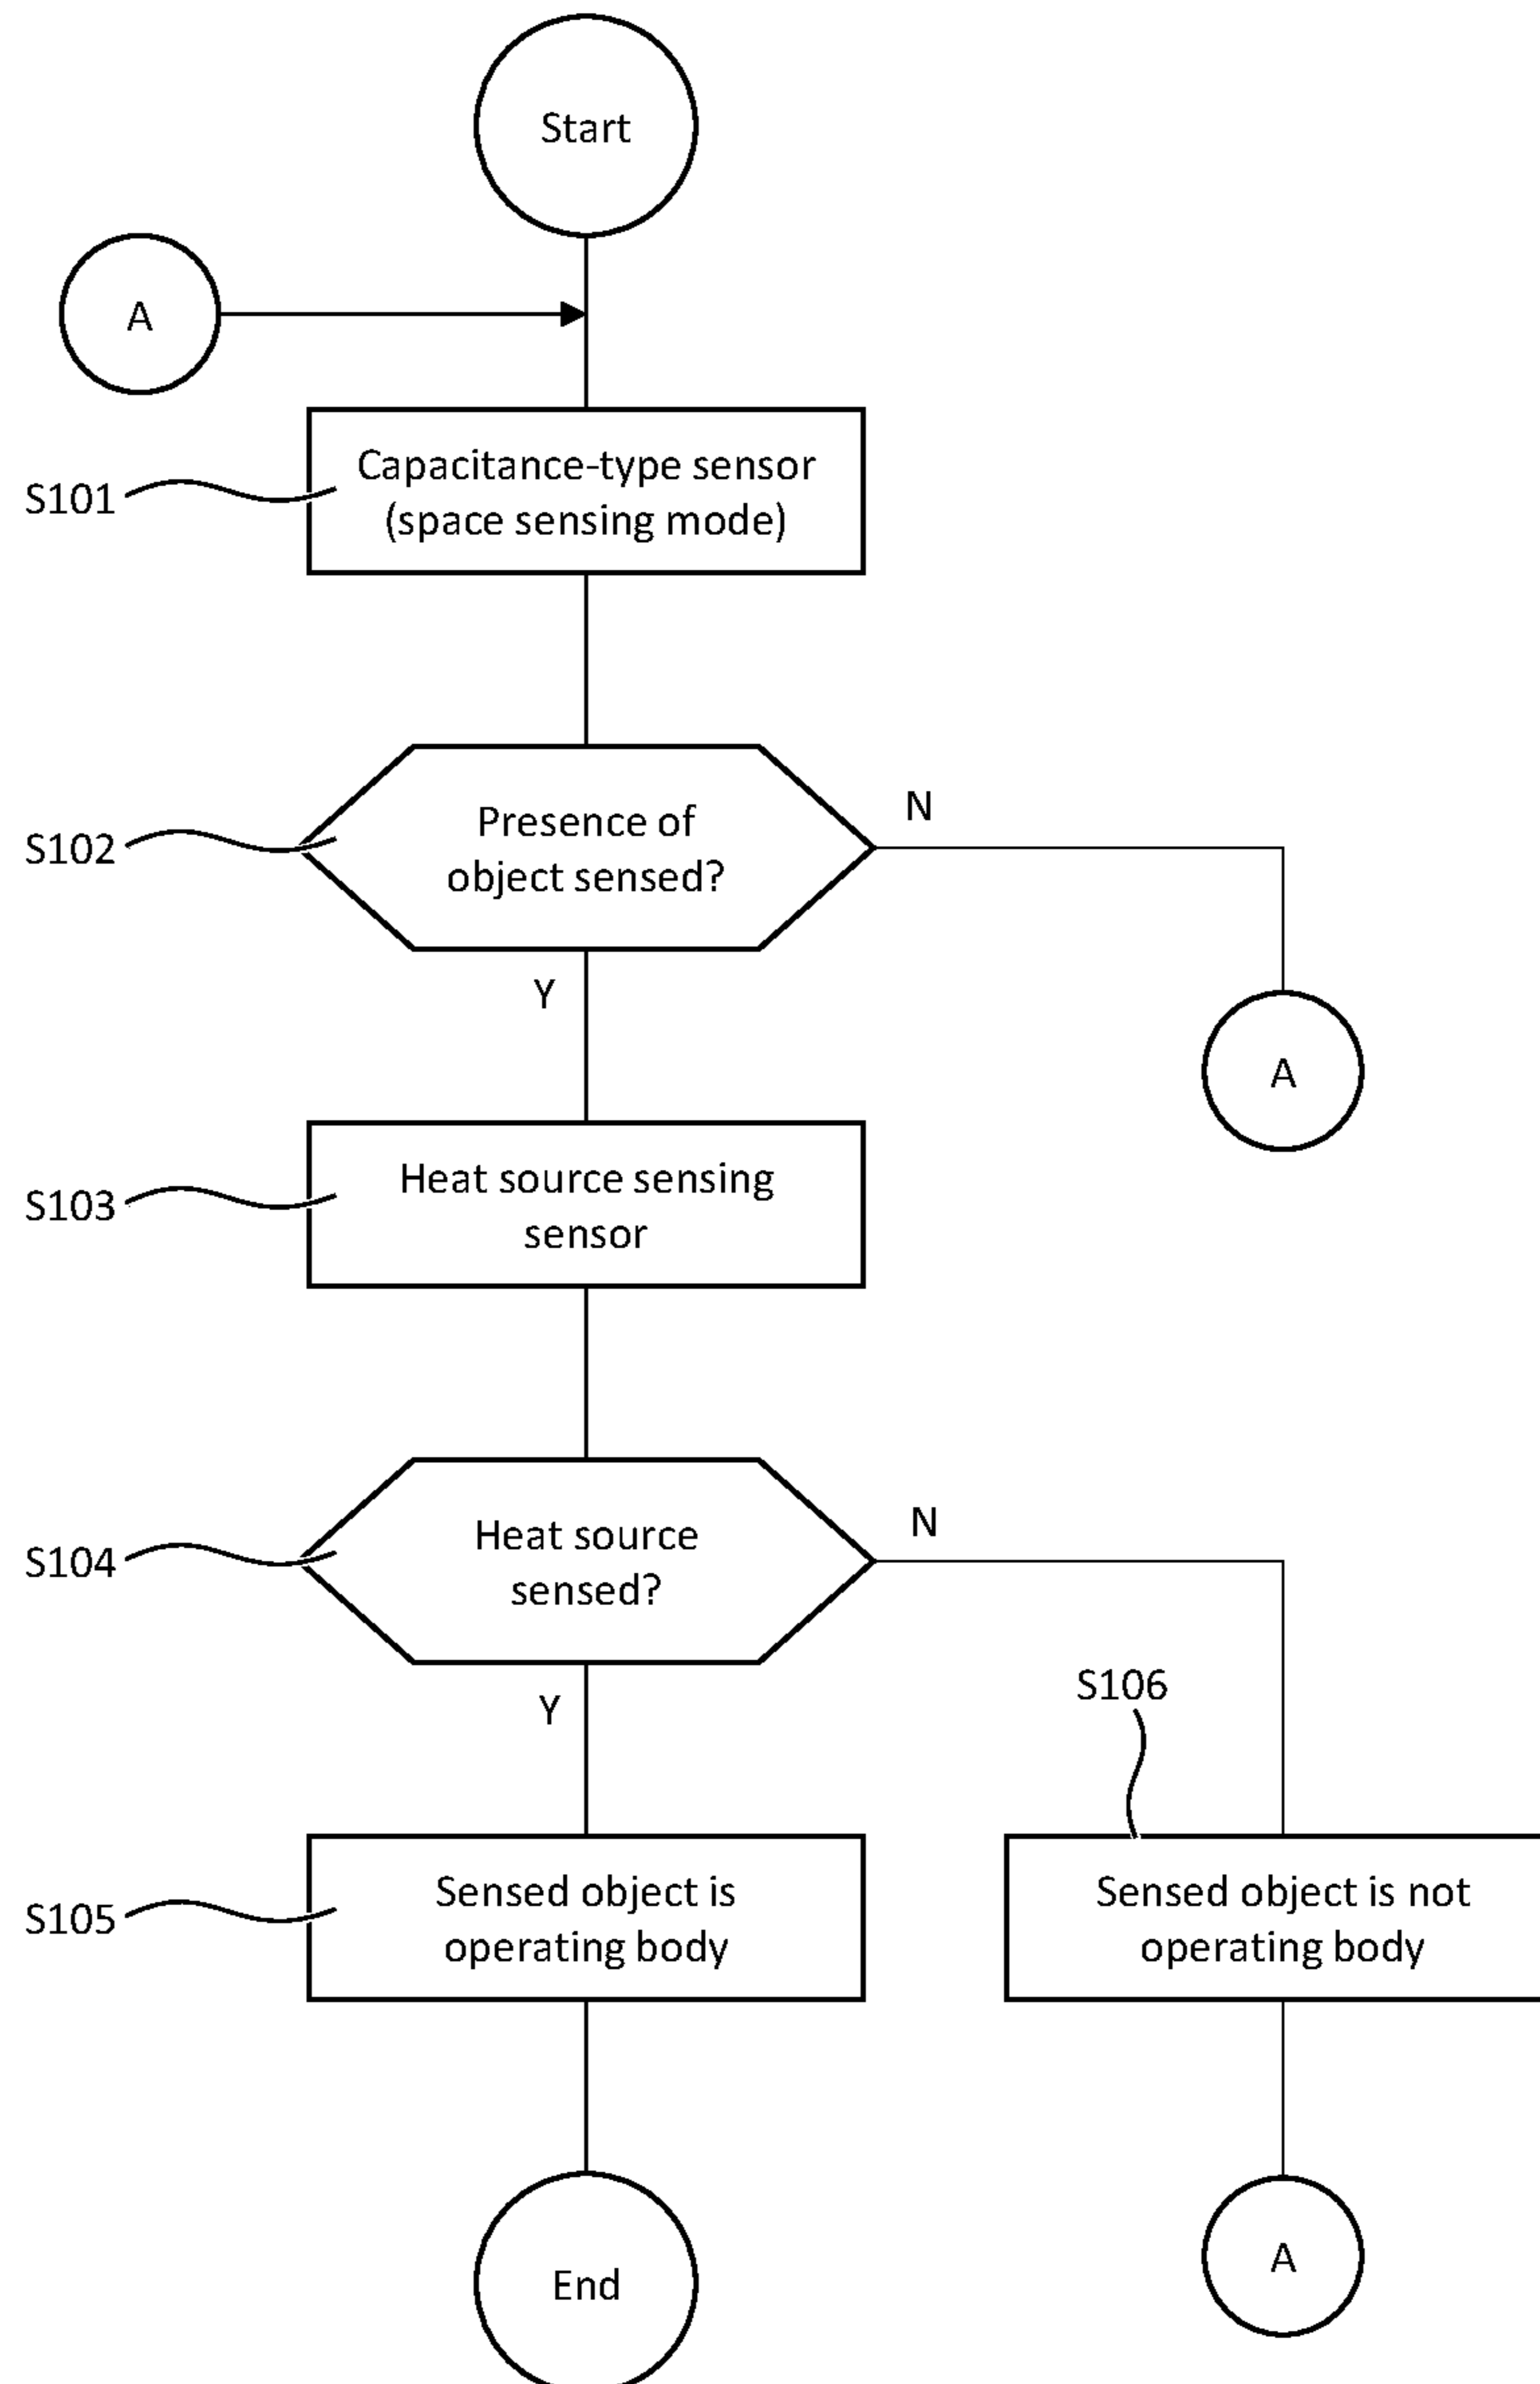 Start
A
Capacitance-type sensor
(space sensing mode)
S101
Presence of
object sensed?
S102
N
Y
A
Heat source sensing
sensor
S103
Heat source
sensed?
S104
N
Y
S106
Sensed object is
operating body
S105
Sensed object is not
operating body
End
A